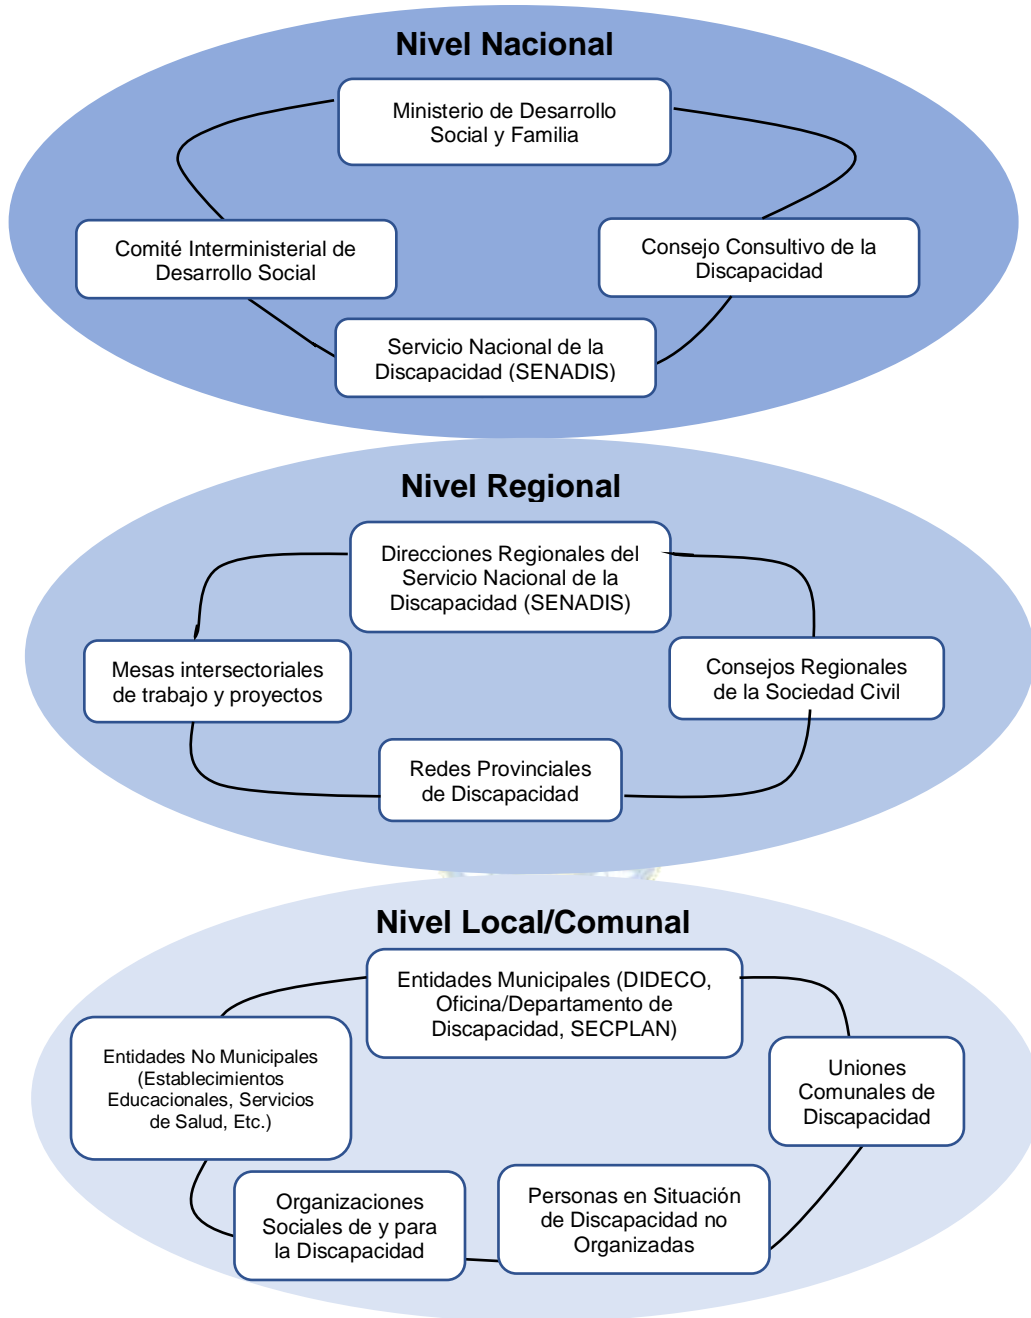 Nivel Nacional
Ministerio de Desarrollo
Social y Familia
Comité Interministerial de
Desarrollo Social
Consejo Consultivo de la
Discapacidad
Servicio Nacional de la
Discapacidad (SENADIS)
Nivel Regional
Direcciones Regionales del
Servicio Nacional de la
Discapacidad (SENADIS)
Mesas intersectoriales
de trabajo y proyectos
Consejos Regionales
de la Sociedad Civil
Redes Provinciales
de Discapacidad
Nivel Local/Comunal
Entidades Municipales (DIDECO,
Oficina/Departamento de
Discapacidad, SECPLAN)
Entidades No Municipales
(Establecimientos
Educacionales, Servicios
de Salud, Etc.)
Uniones
Comunales de
Discapacidad
Organizaciones
Sociales de y para
la Discapacidad
Personas en Situación
de Discapacidad no
Organizadas